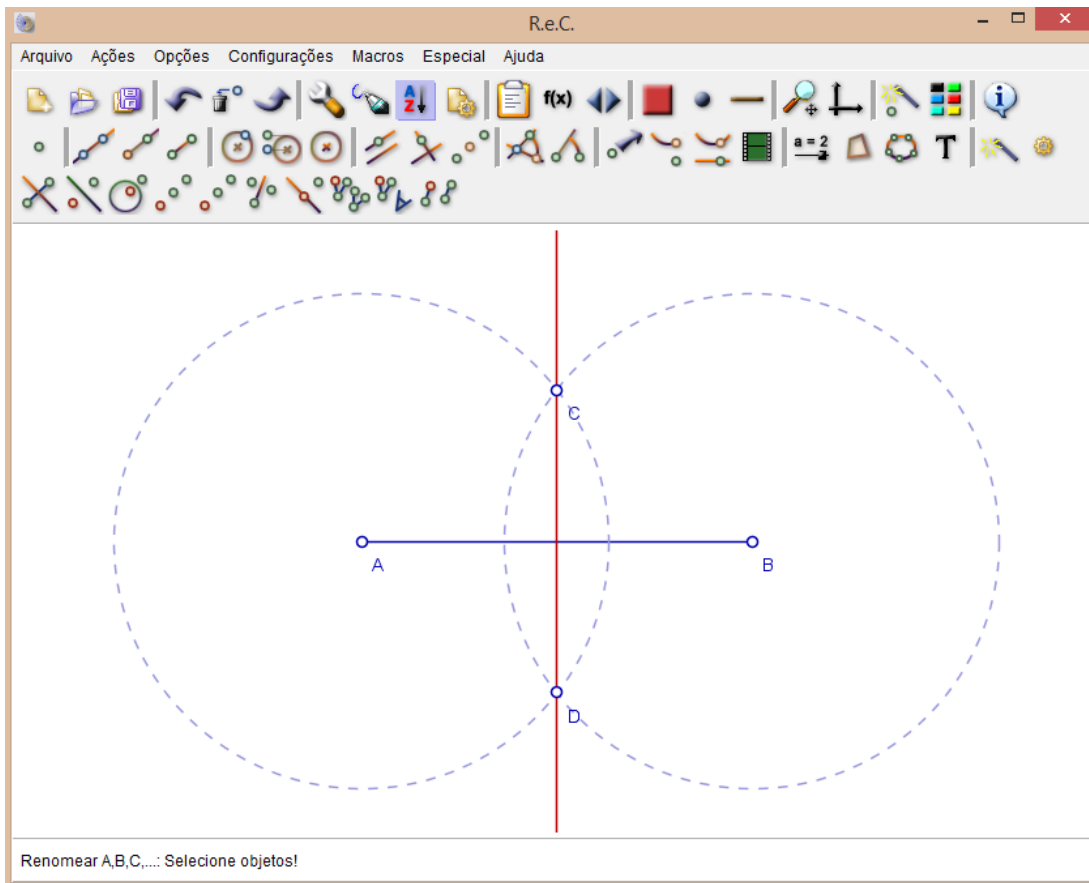 R.e.C.
Arquivo Ações Opções Configurações Macros Especial Ajuda
A Z f(x)
a = 2 T
C
A B
D
Renomear A,B,C,...: Selecione objetos!